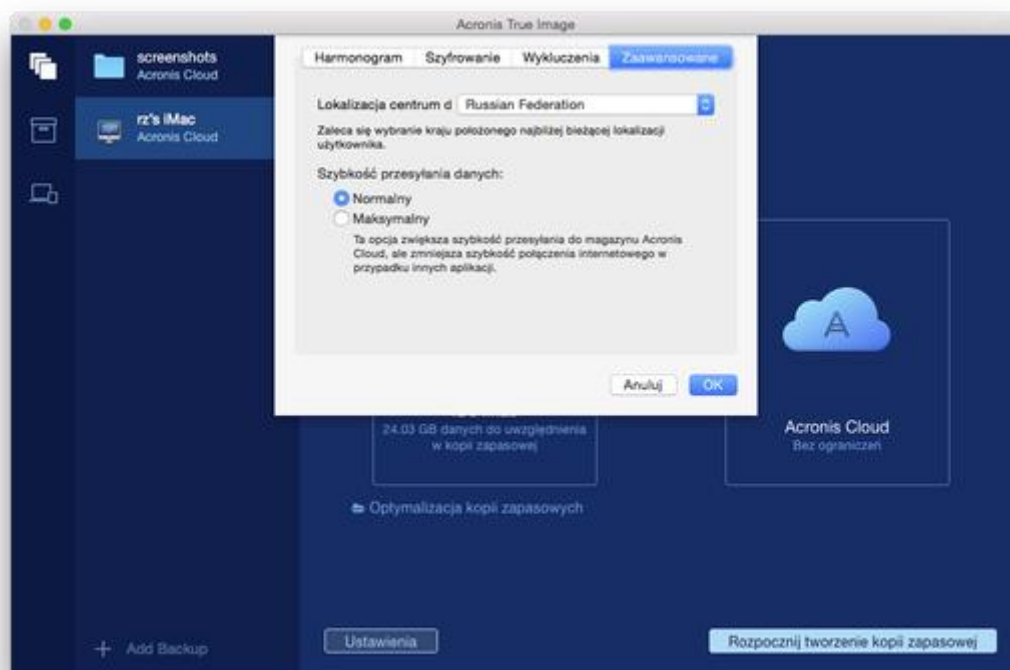 Acronis True Image
screenshots
Acronis Cloud
rz's iMac
Acronis Cloud
Harmonogram
Szyfrowanie
Wykluczenia
Zaawansowane
Lokalizacja centrum d
Russian Federation
Zaleca się wybranie kraju położonego najbliżej bieżącej lokalizacji
użytkownika.
Szybkość przesyłania danych:
Normalny
Maksymalny
Ta opcja zwiększa szybkość przesyłania do magazynu Acronis
Cloud, ale zmniejsza szybkość połączenia internetowego w
przypadku innych aplikacji.
Anuluj
OK
24.03 GB danych do uwzględnienia
w kopii zapasowej
Acronis Cloud
Bez ograniczeń
Optymalizacja kopii zapasowych
Add Backup
Ustawienia
Rozpocznij tworzenie kopii zapasowej